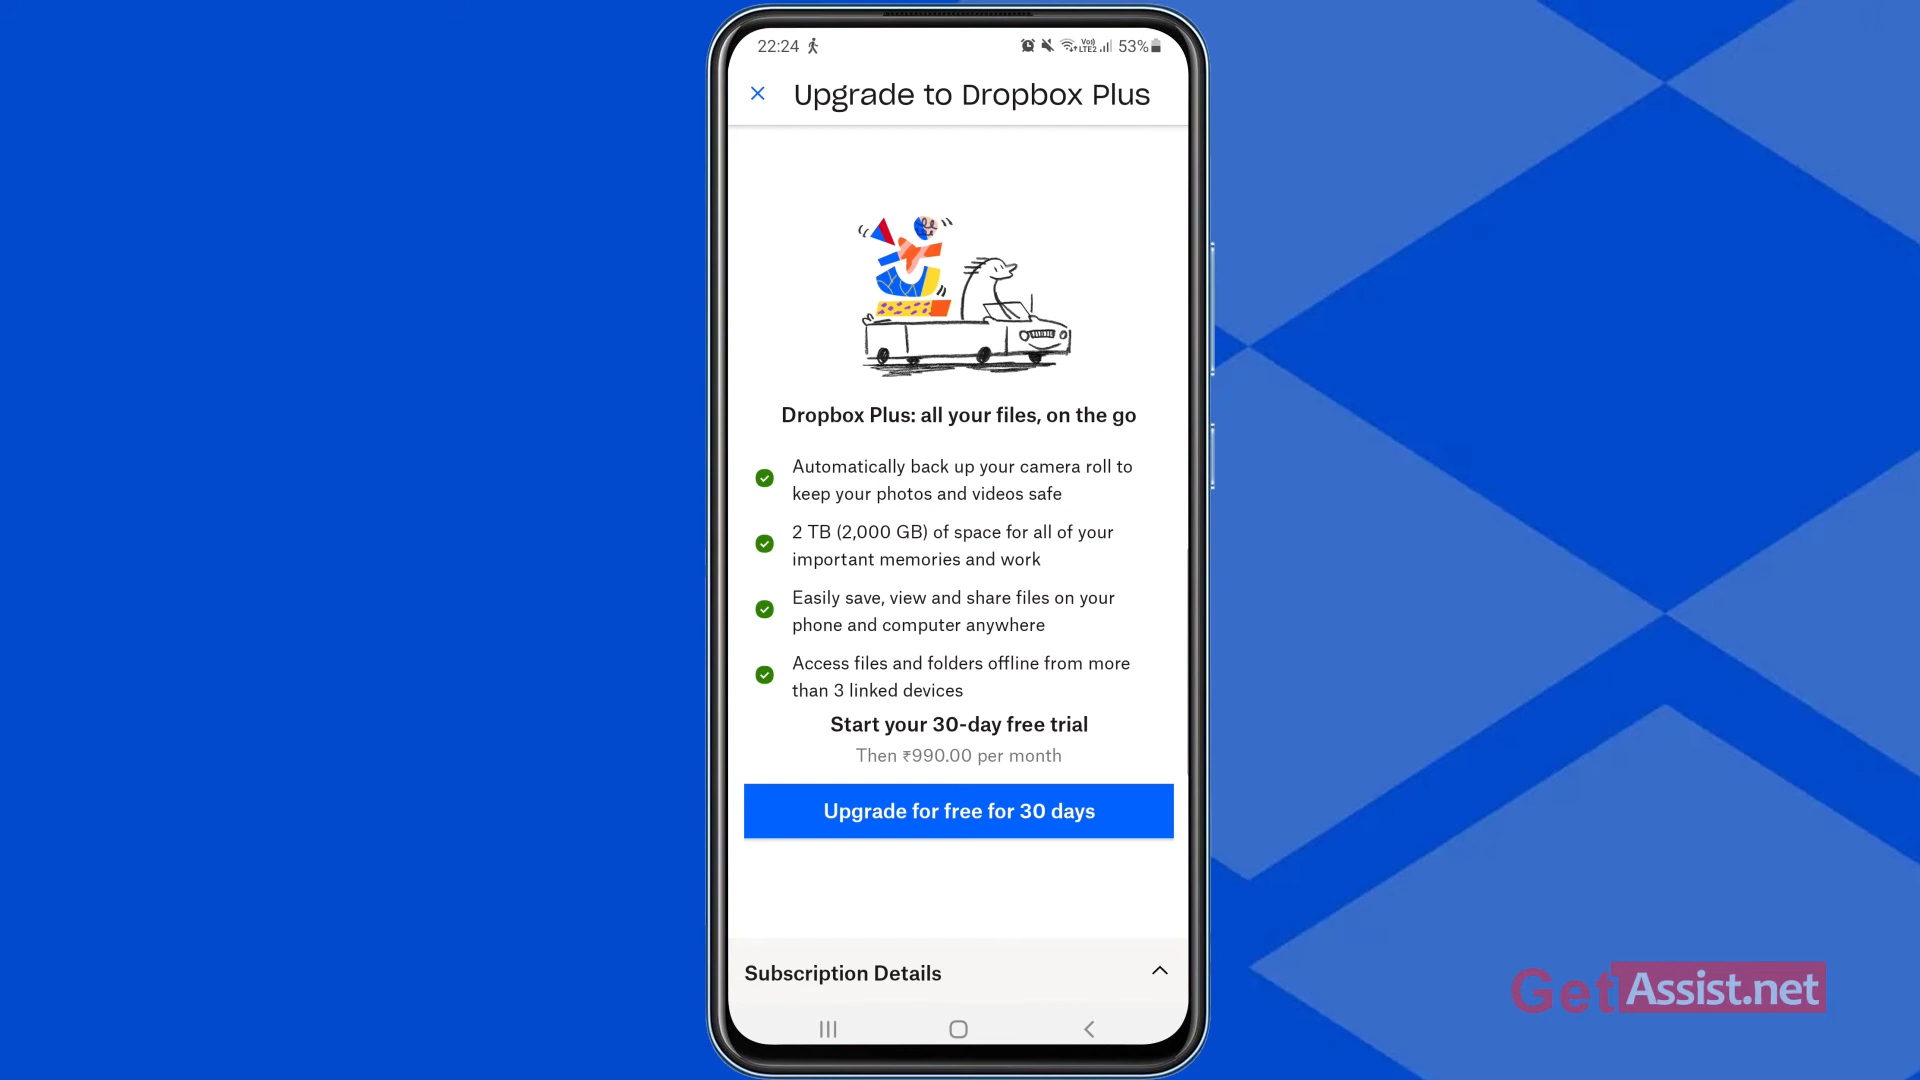 22:24
Vo)) LTE2 53%
Upgrade to Dropbox Plus
Dropbox Plus: all your files, on the go
Automatically back up your camera roll to
keep your photos and videos safe
2 TB (2,000 GB) of space for all of your
important memories and work
Easily save, view and share files on your
phone and computer anywhere
Access files and folders offline from more
than 3 linked devices
Start your 30-day free trial
Then ₹990.00 per month
Upgrade for free for 30 days
Subscription Details
GetAssist.net